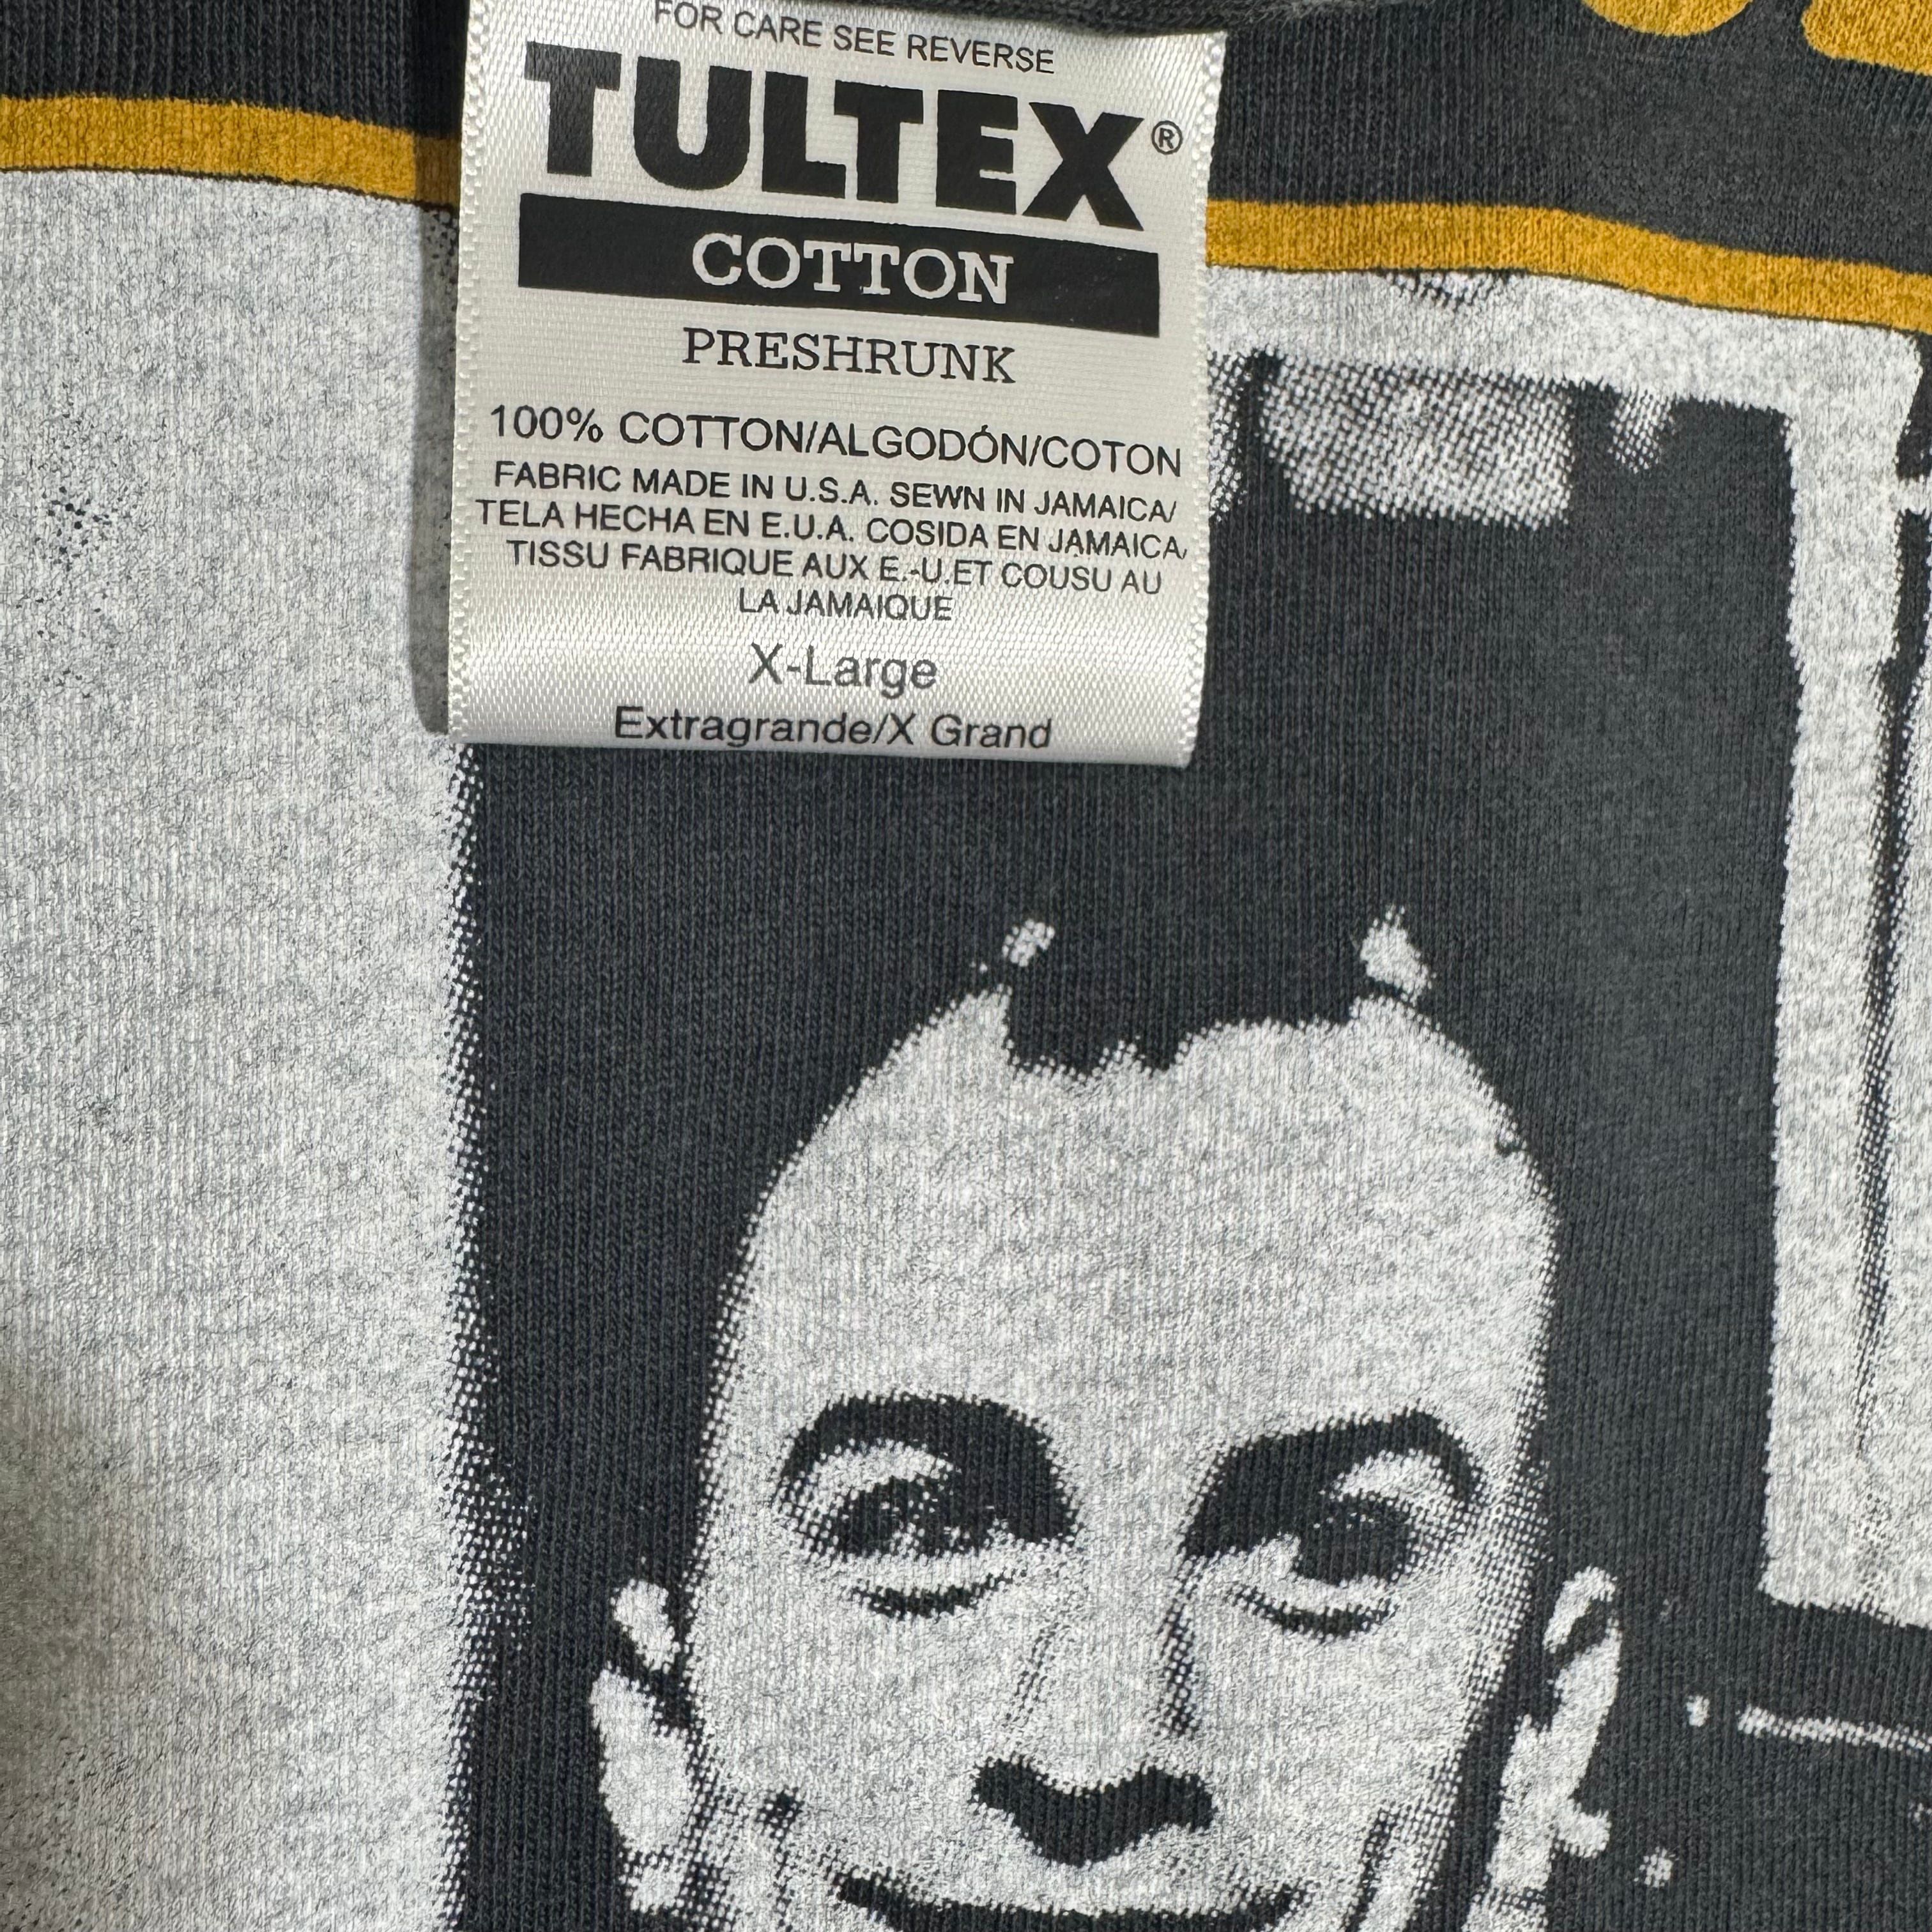 FOR CARE SEE REVERSE
TULTEX®
COTTON
PRESHRUNK
100% COTTON/ALGODÓN/COTON
FABRIC MADE IN U.S.A. SEWN IN JAMAICA/
TELA HECHA EN E.U.A. COSIDA EN JAMAICA/
TISSU FABRIQUE AUX E.-U.ET COUSU AU
LA JAMAIQUE
X-Large
Extragrande/X Grand